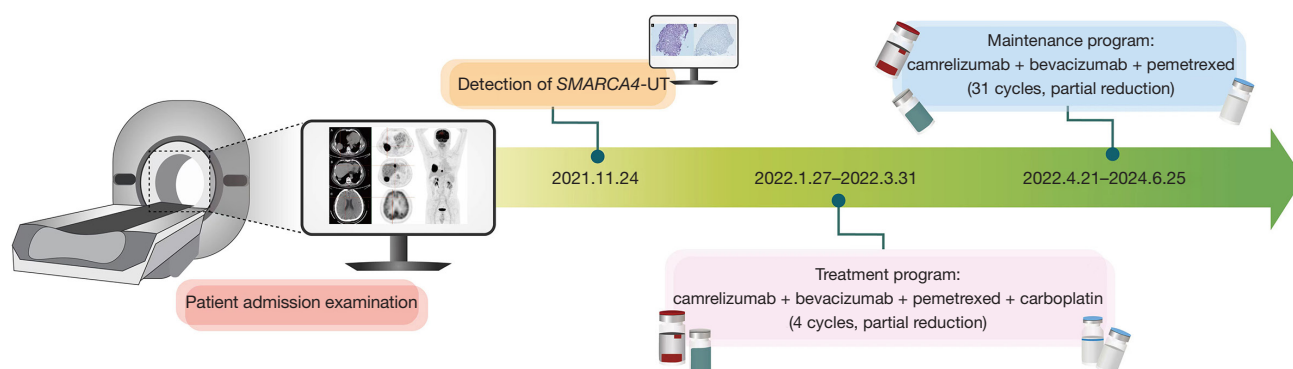 Patient admission examination
Detection of SMARCA4-UT
2021.11.24
2022.1.27–2022.3.31
Treatment program:
camrelizumab + bevacizumab + pemetrexed + carboplatin
(4 cycles, partial reduction)
Maintenance program:
camrelizumab + bevacizumab + pemetrexed
(31 cycles, partial reduction)
2022.4.21–2024.6.25